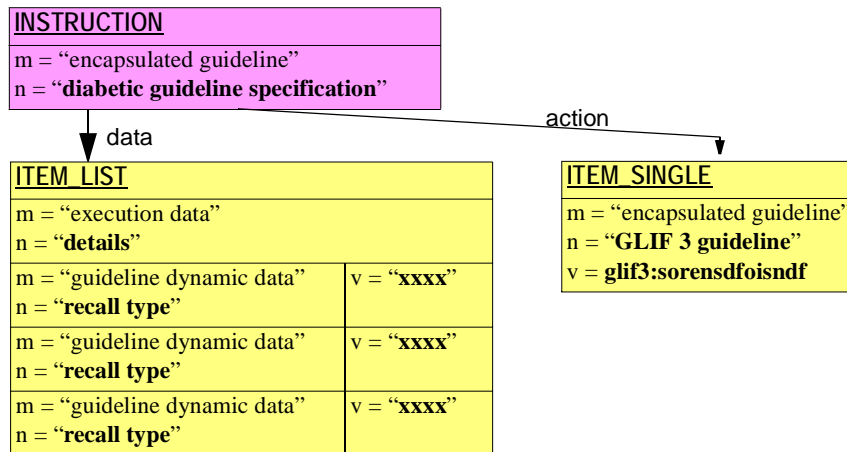 INSTRUCTION
m = “encapsulated guideline”
n = “diabetic guideline specification”
data
action
ITEM_LIST
m = “execution data”
n = “details”
m = “guideline dynamic data” v = “xxxx”
n = “recall type”
m = “guideline dynamic data” v = “xxxx”
n = “recall type”
m = “guideline dynamic data” v = “xxxx”
n = “recall type”
ITEM_SINGLE
m = “encapsulated guideline”
n = “GLIF 3 guideline”
v = glif3:sorensdfoisndf